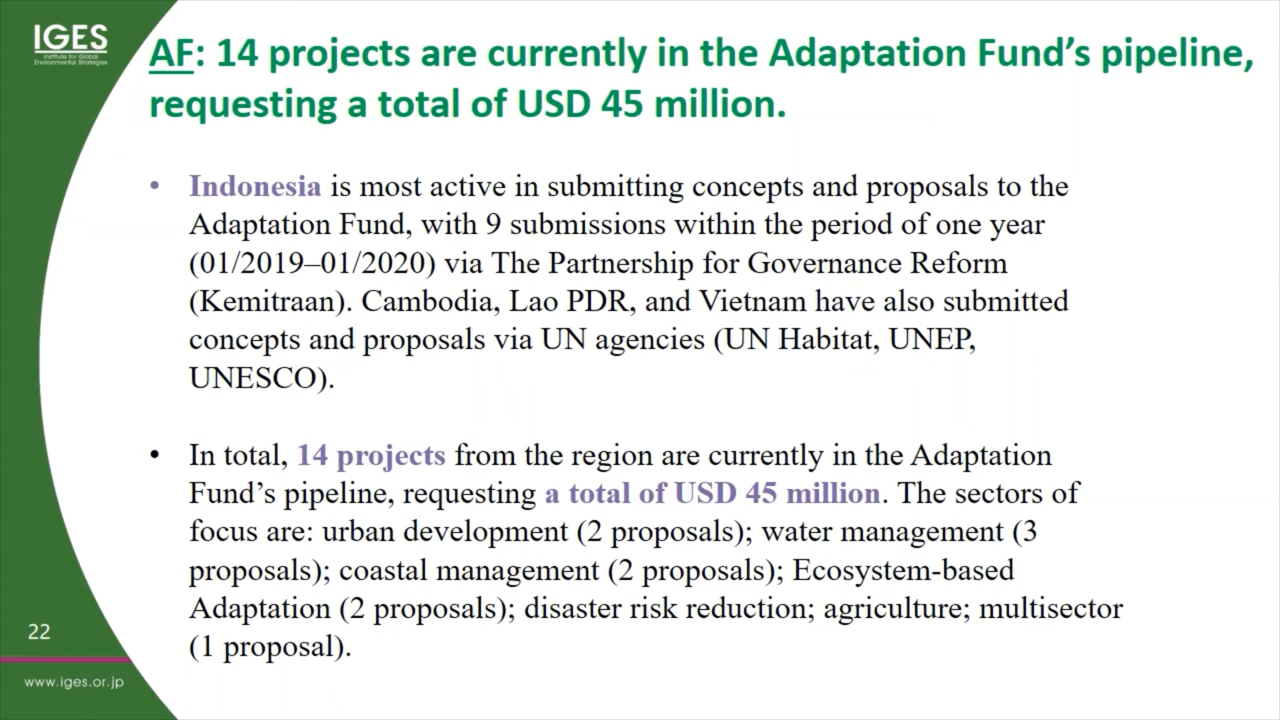 IGES
Institute for Global
Environmental Strategies
AF: 14 projects are currently in the Adaptation Fund’s pipeline,
requesting a total of USD 45 million.
• Indonesia is most active in submitting concepts and proposals to the
Adaptation Fund, with 9 submissions within the period of one year
(01/2019–01/2020) via The Partnership for Governance Reform
(Kemitraan). Cambodia, Lao PDR, and Vietnam have also submitted
concepts and proposals via UN agencies (UN Habitat, UNEP,
UNESCO).
• In total, 14 projects from the region are currently in the Adaptation
Fund’s pipeline, requesting a total of USD 45 million. The sectors of
focus are: urban development (2 proposals); water management (3
proposals); coastal management (2 proposals); Ecosystem-based
Adaptation (2 proposals); disaster risk reduction; agriculture; multisector
(1 proposal).
22
www.iges.or.jp